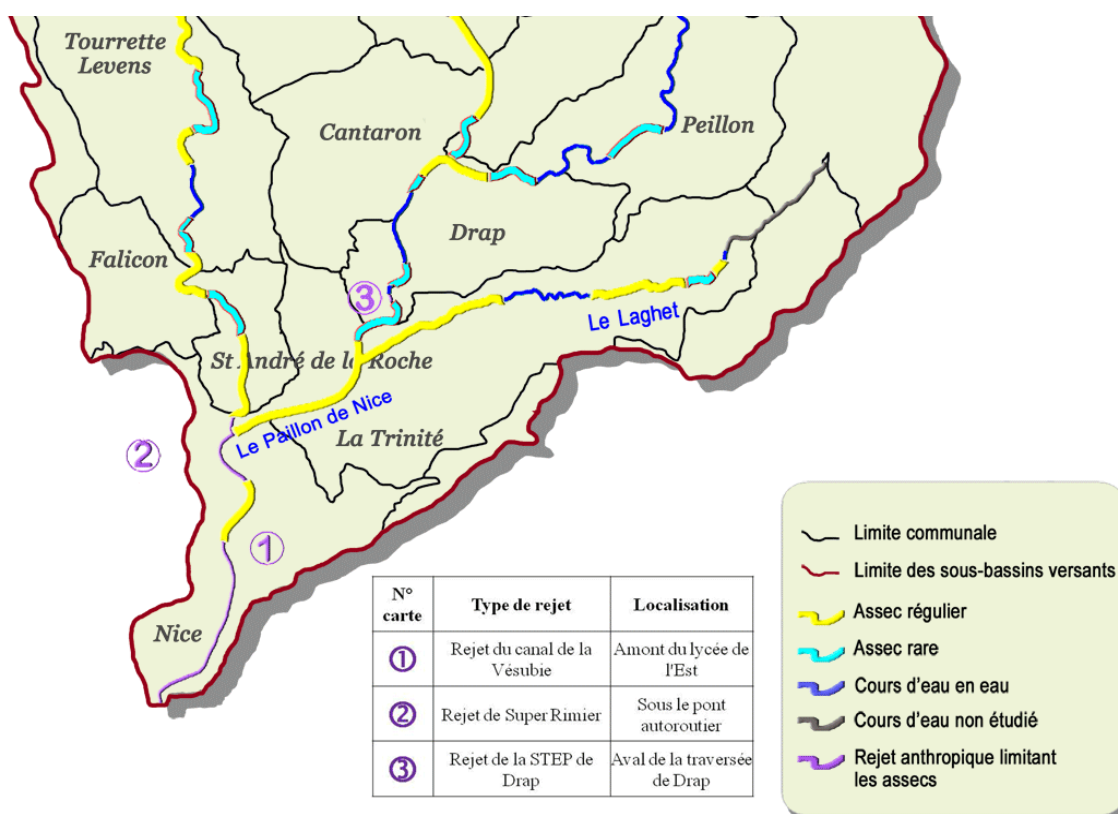 Tourrette
Levens
Cantaron
Peillon
Drap
Falicon
③
Le Laghet
St André de la Roche
Le Paillon de Nice
La Trinité
②
①
Nice
N° carte Type de rejet Localisation
① Rejet du canal de la Vésubie Amont du lycée de l'Est
② Rejet de Super Rimier Sous le pont autoroutier
③ Rejet de la STEP de Drap Aval de la traversée de Drap
Limite communale
Limite des sous-bassins versants
Assec régulier
Assec rare
Cours d'eau en eau
Cours d'eau non étudié
Rejet anthropique limitant
les assecs